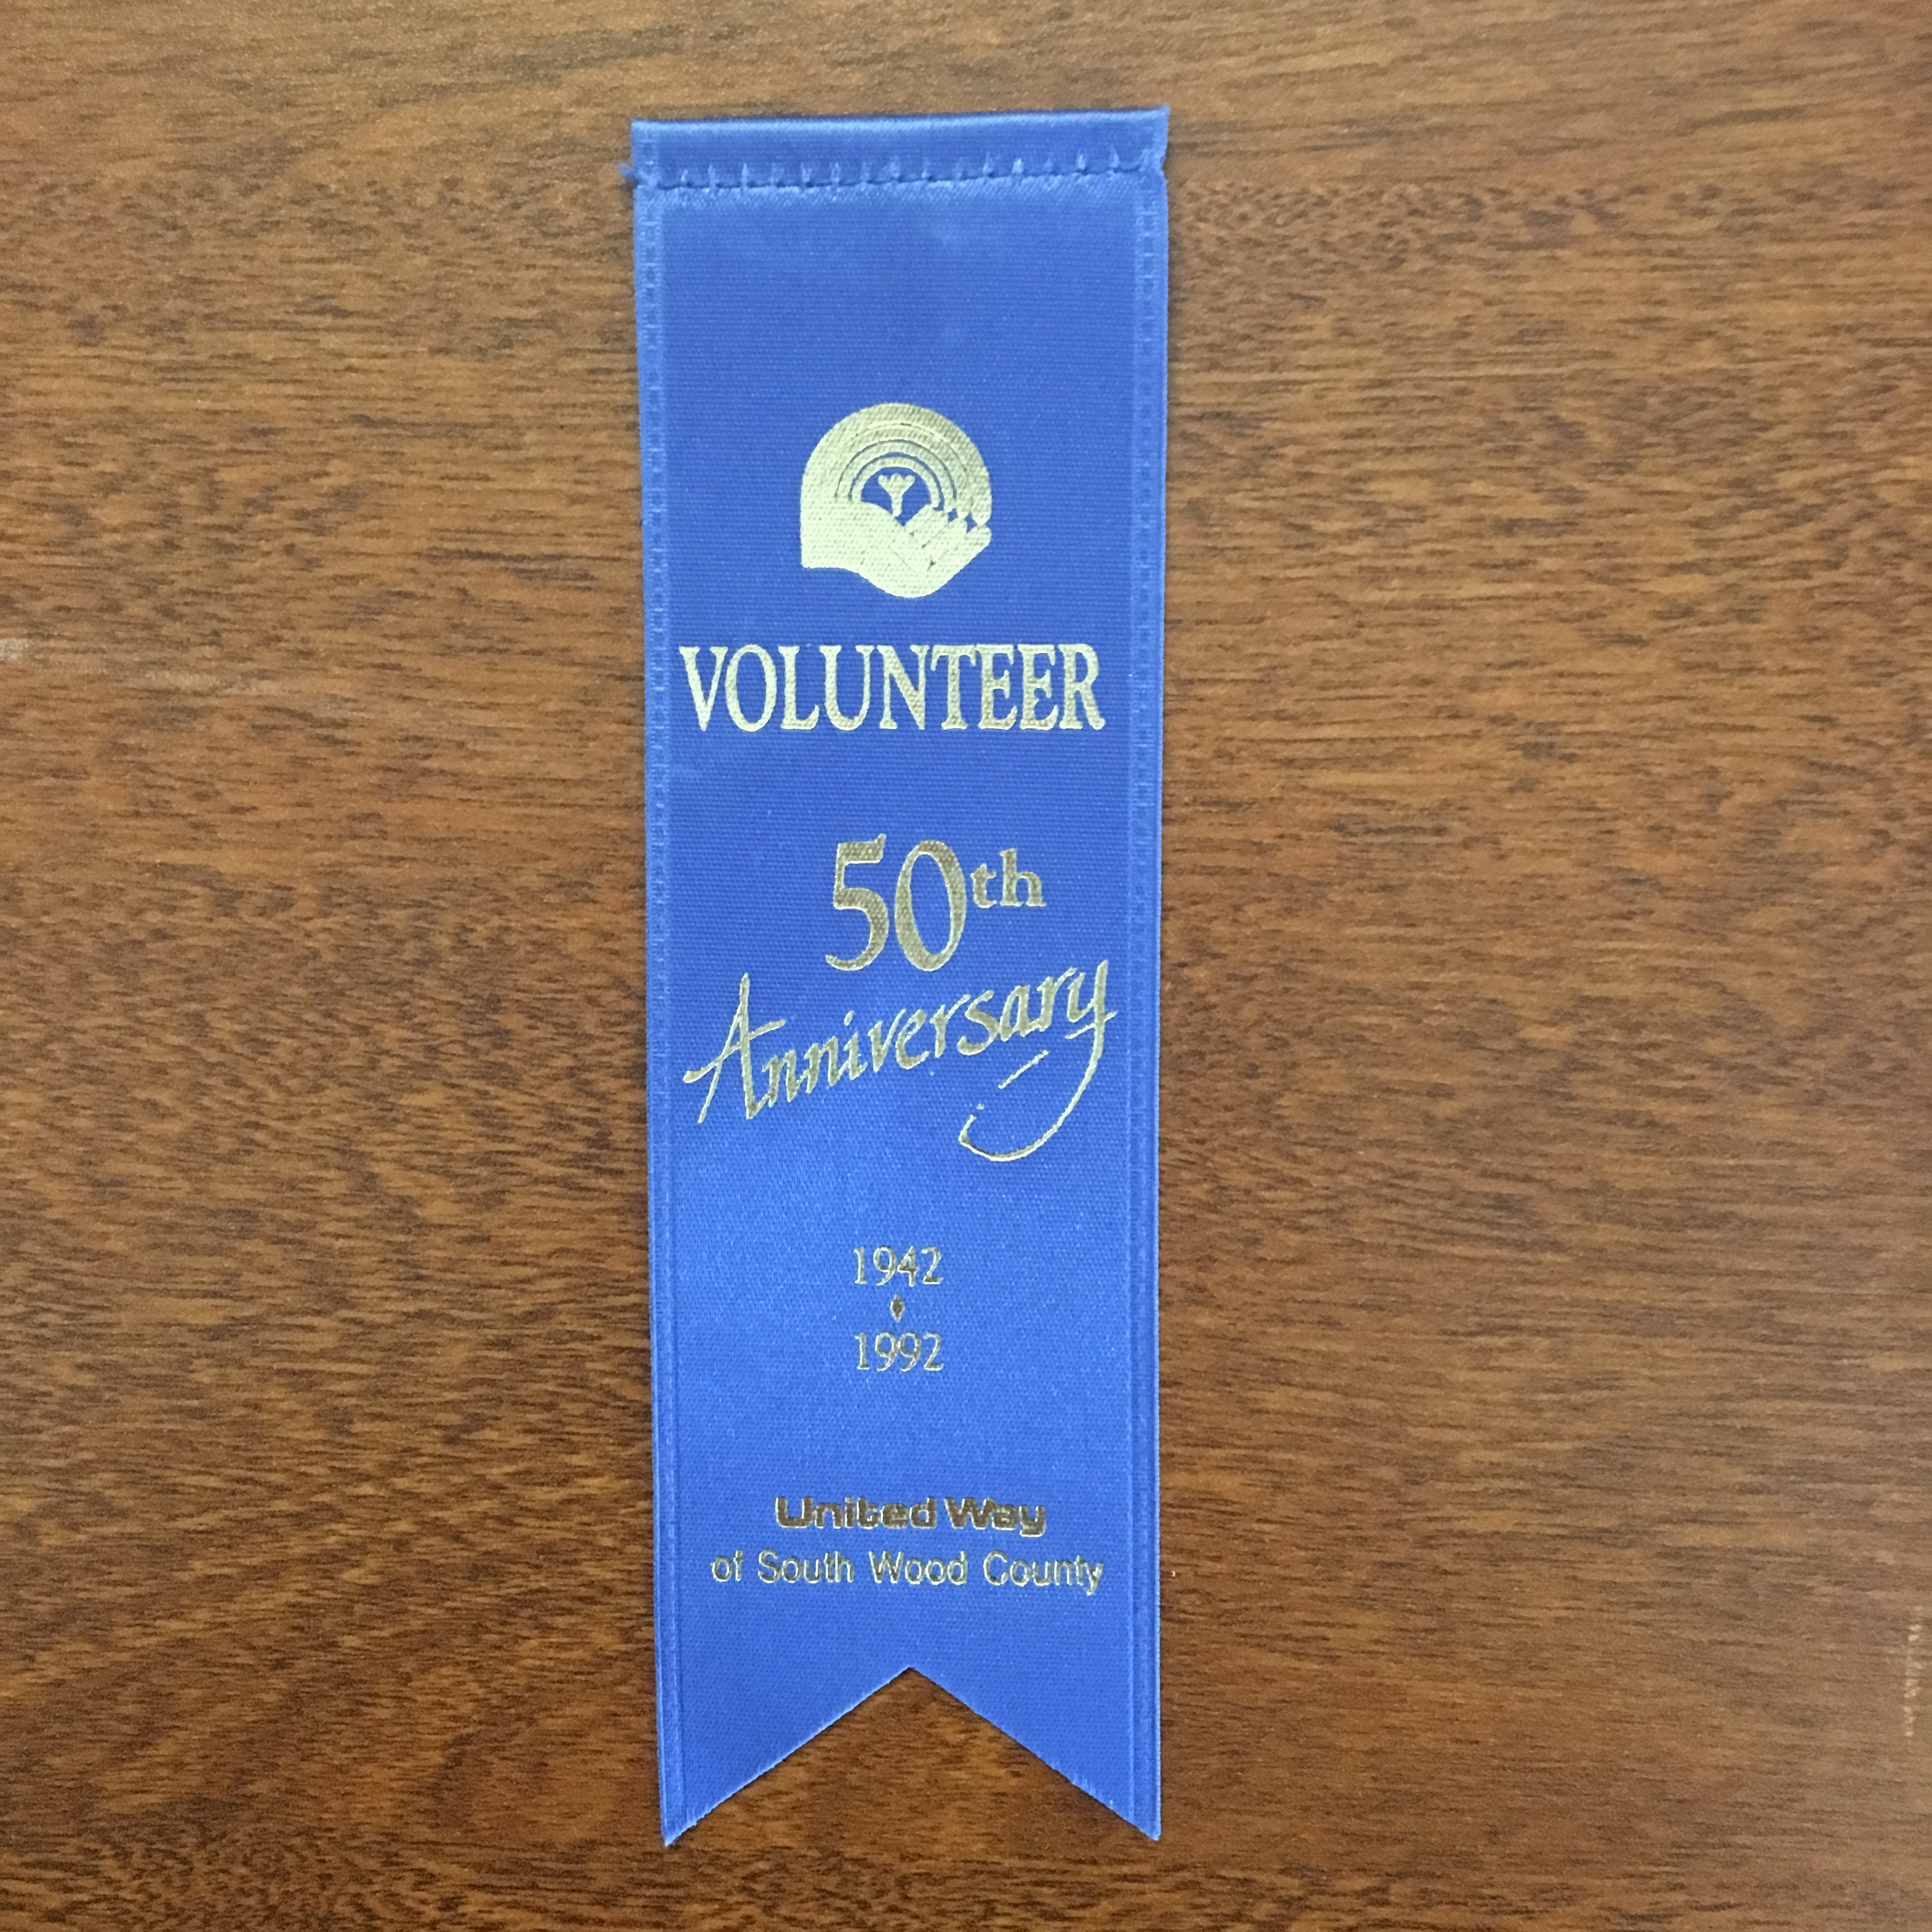 VOLUNTEER
50th
Anniversary
1942
1992
United Way
of South Wood County